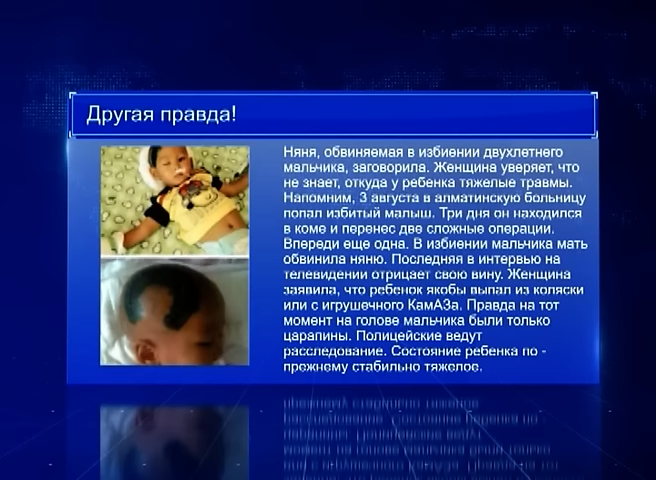 Другая правда!
Няня, обвиняемая в избиении двухлетнего
мальчика, заговорила. Женщина уверяет, что
не знает, откуда у ребенка тяжелые травмы.
Напомним, 3 августа в алматинскую больницу
попал избитый малыш. Три дня он находился
в коме и перенес две сложные операции.
Впереди еще одна. В избиении мальчика мать
обвинила няню. Последняя в интервью на
телевидении отрицает свою вину. Женщина
заявила, что ребенок якобы выпал из коляски
или с игрушечного КамАЗа. Правда на тот
момент на голове мальчика были только
царапины. Полицейские ведут
расследование. Состояние ребенка по -
прежнему стабильно тяжелое.